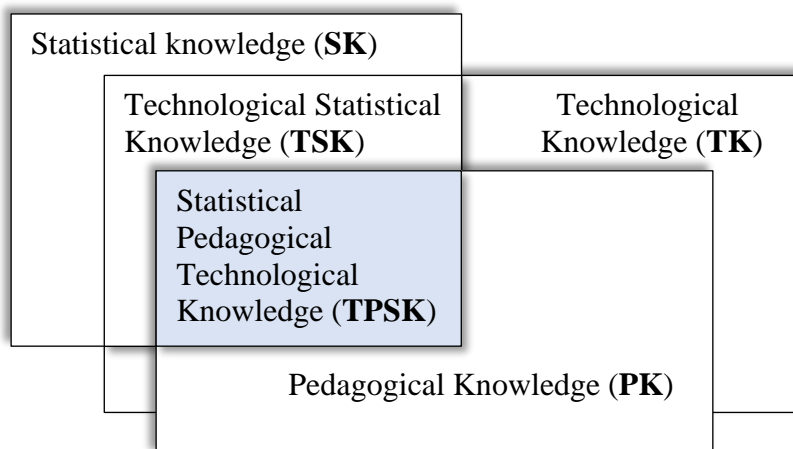 Statistical knowledge (SK)
Technological Statistical
Knowledge (TSK)
Technological
Knowledge (TK)
Statistical
Pedagogical
Technological
Knowledge (TPSK)
Pedagogical Knowledge (PK)